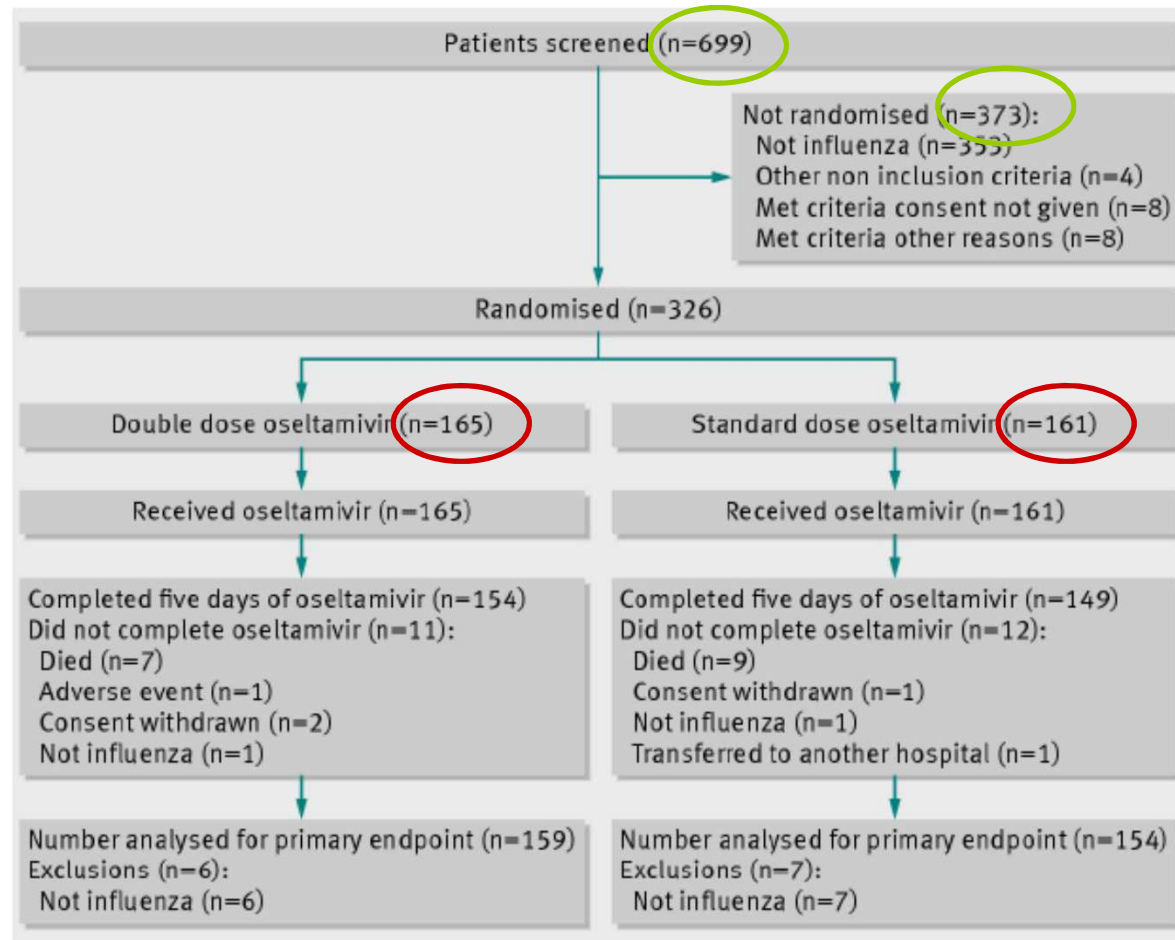 Patients screened (n=699)
Not randomised (n=373):
Not influenza (n=353)
Other non inclusion criteria (n=4)
Met criteria consent not given (n=8)
Met criteria other reasons (n=8)
Randomised (n=326)
Double dose oseltamivir (n=165)
Standard dose oseltamivir (n=161)
Received oseltamivir (n=165)
Received oseltamivir (n=161)
Completed five days of oseltamivir (n=154)
Did not complete oseltamivir (n=11):
Died (n=7)
Adverse event (n=1)
Consent withdrawn (n=2)
Not influenza (n=1)
Completed five days of oseltamivir (n=149)
Did not complete oseltamivir (n=12):
Died (n=9)
Consent withdrawn (n=1)
Not influenza (n=1)
Transferred to another hospital (n=1)
Number analysed for primary endpoint (n=159)
Exclusions (n=6):
Not influenza (n=6)
Number analysed for primary endpoint (n=154)
Exclusions (n=7):
Not influenza (n=7)